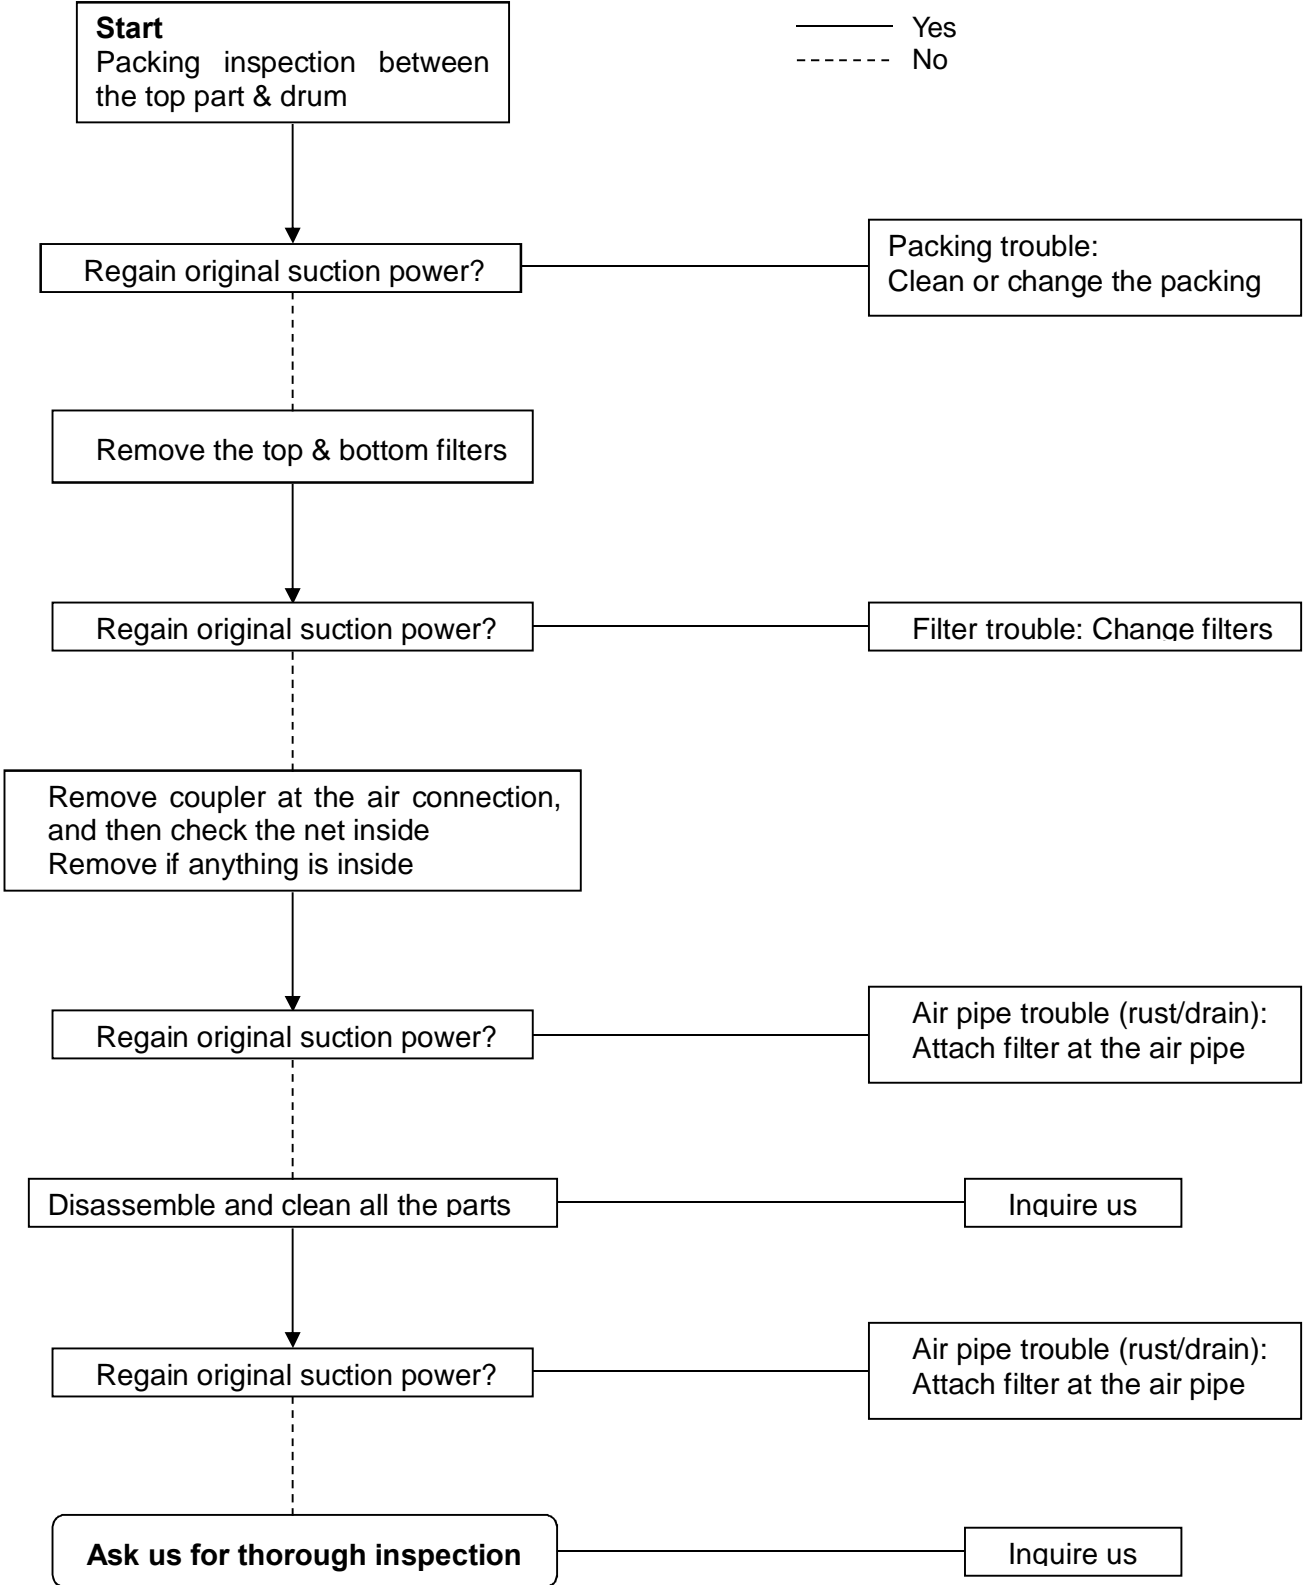 Start
Packing inspection between
the top part & drum
Yes
No
Regain original suction power?
Packing trouble:
Clean or change the packing
Remove the top & bottom filters
Regain original suction power?
Filter trouble: Change filters
Remove coupler at the air connection,
and then check the net inside
Remove if anything is inside
Regain original suction power?
Air pipe trouble (rust/drain):
Attach filter at the air pipe
Disassemble and clean all the parts
Inquire us
Regain original suction power?
Air pipe trouble (rust/drain):
Attach filter at the air pipe
Ask us for thorough inspection
Inquire us